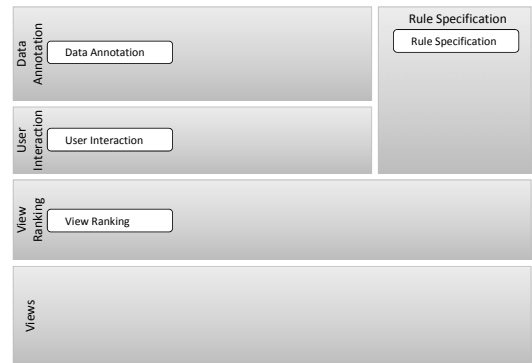 Data
Annotation
Data Annotation
Rule Specification
Rule Specification
User
Interaction
User Interaction
View
Ranking
View Ranking
Views